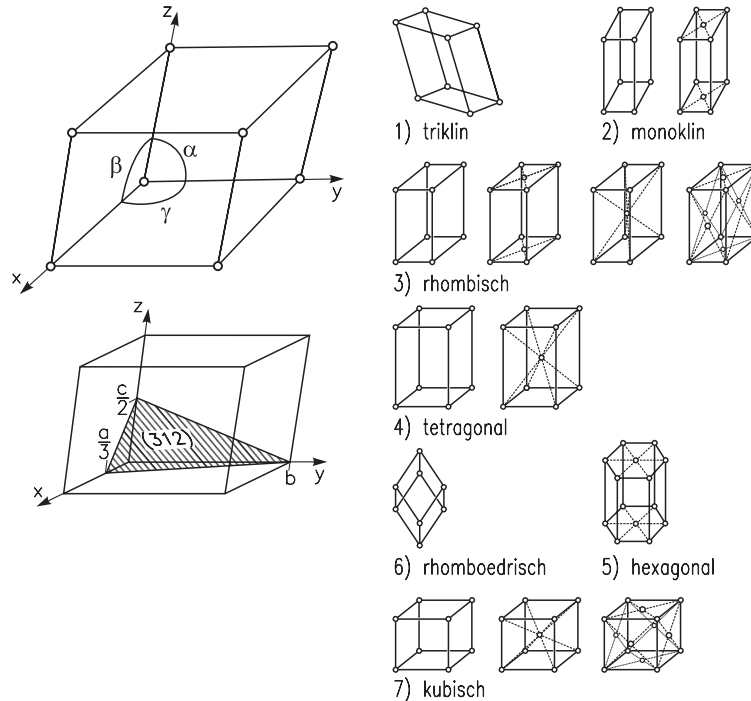 z
β
α
γ
y
x
z
c/2
a/3
(312)
x
b
y
1) triklin
2) monoklin
3) rhombisch
4) tetragonal
6) rhomboedrisch
5) hexagonal
7) kubisch